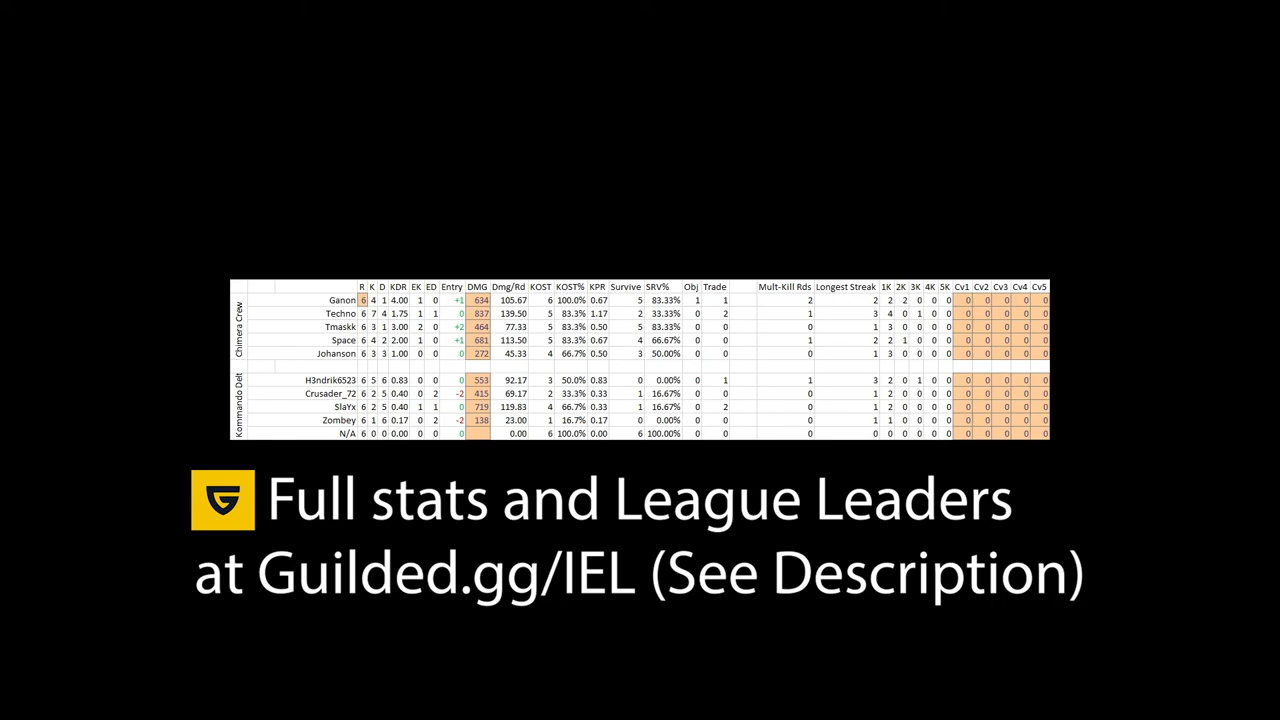 R K D KDR EK ED Entry DMG Dmg/Rd KOST KOST% KPR Survive SRV% Obj Trade Mult-Kill Rds Longest Streak 1K 2K 3K 4K 5K Cv1 Cv2 Cv3 Cv4 Cv5
Chimera Crew
Ganon 6 4 1 4.00 1 0 +1 634 105.67 6 100.0% 0.67 5 83.33% 1 1 2 2 2 2 0 0 0 0 0 0 0 0
Techno 6 7 4 1.75 1 1 0 837 139.50 5 83.3% 1.17 2 33.33% 0 2 1 3 4 0 1 0 0 0 0 0 0 0
Tmaskk 6 3 1 3.00 2 0 +2 464 77.33 5 83.3% 0.50 5 83.33% 0 0 0 1 3 0 0 0 0 0 0 0 0 0
Space 6 4 2 2.00 1 0 +1 681 113.50 5 83.3% 0.67 4 66.67% 0 0 1 2 2 1 0 0 0 0 0 0 0 0
Johanson 6 3 3 1.00 0 0 0 272 45.33 4 66.7% 0.50 3 50.00% 0 0 0 1 3 0 0 0 0 0 0 0 0 0
Kommando Delt
H3ndrik6523 6 5 6 0.83 0 0 0 553 92.17 3 50.0% 0.83 0 0.00% 0 1 1 3 2 0 1 0 0 0 0 0 0 0
Crusader_72 6 2 5 0.40 0 2 -2 415 69.17 2 33.3% 0.33 1 16.67% 0 0 0 1 2 0 0 0 0 0 0 0 0 0
SlaYx 6 2 5 0.40 1 1 0 719 119.83 4 66.7% 0.33 1 16.67% 0 2 0 1 2 0 0 0 0 0 0 0 0 0
Zombey 6 1 6 0.17 0 2 -2 138 23.00 1 16.7% 0.17 0 0.00% 0 0 0 1 1 0 0 0 0 0 0 0 0 0
N/A 6 0 0 0.00 0 0 0 0.00 6 100.0% 0.00 6 100.00% 0 0 0 0 0 0 0 0 0 0 0 0 0 0
Full stats and League Leaders
at Guilded.gg/IEL (See Description)